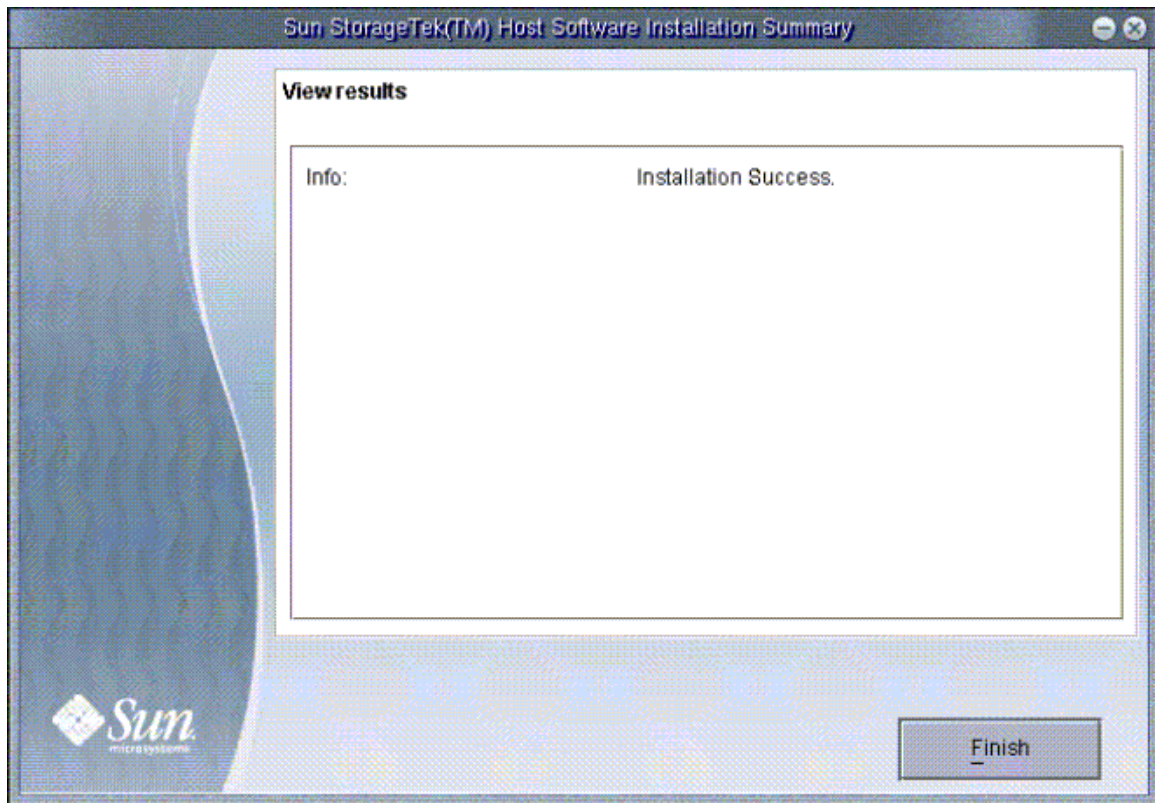 Sun StorageTek(TM) Host Software Installation Summary
View results
Info: Installation Success.
Sun
microsystems
Finish